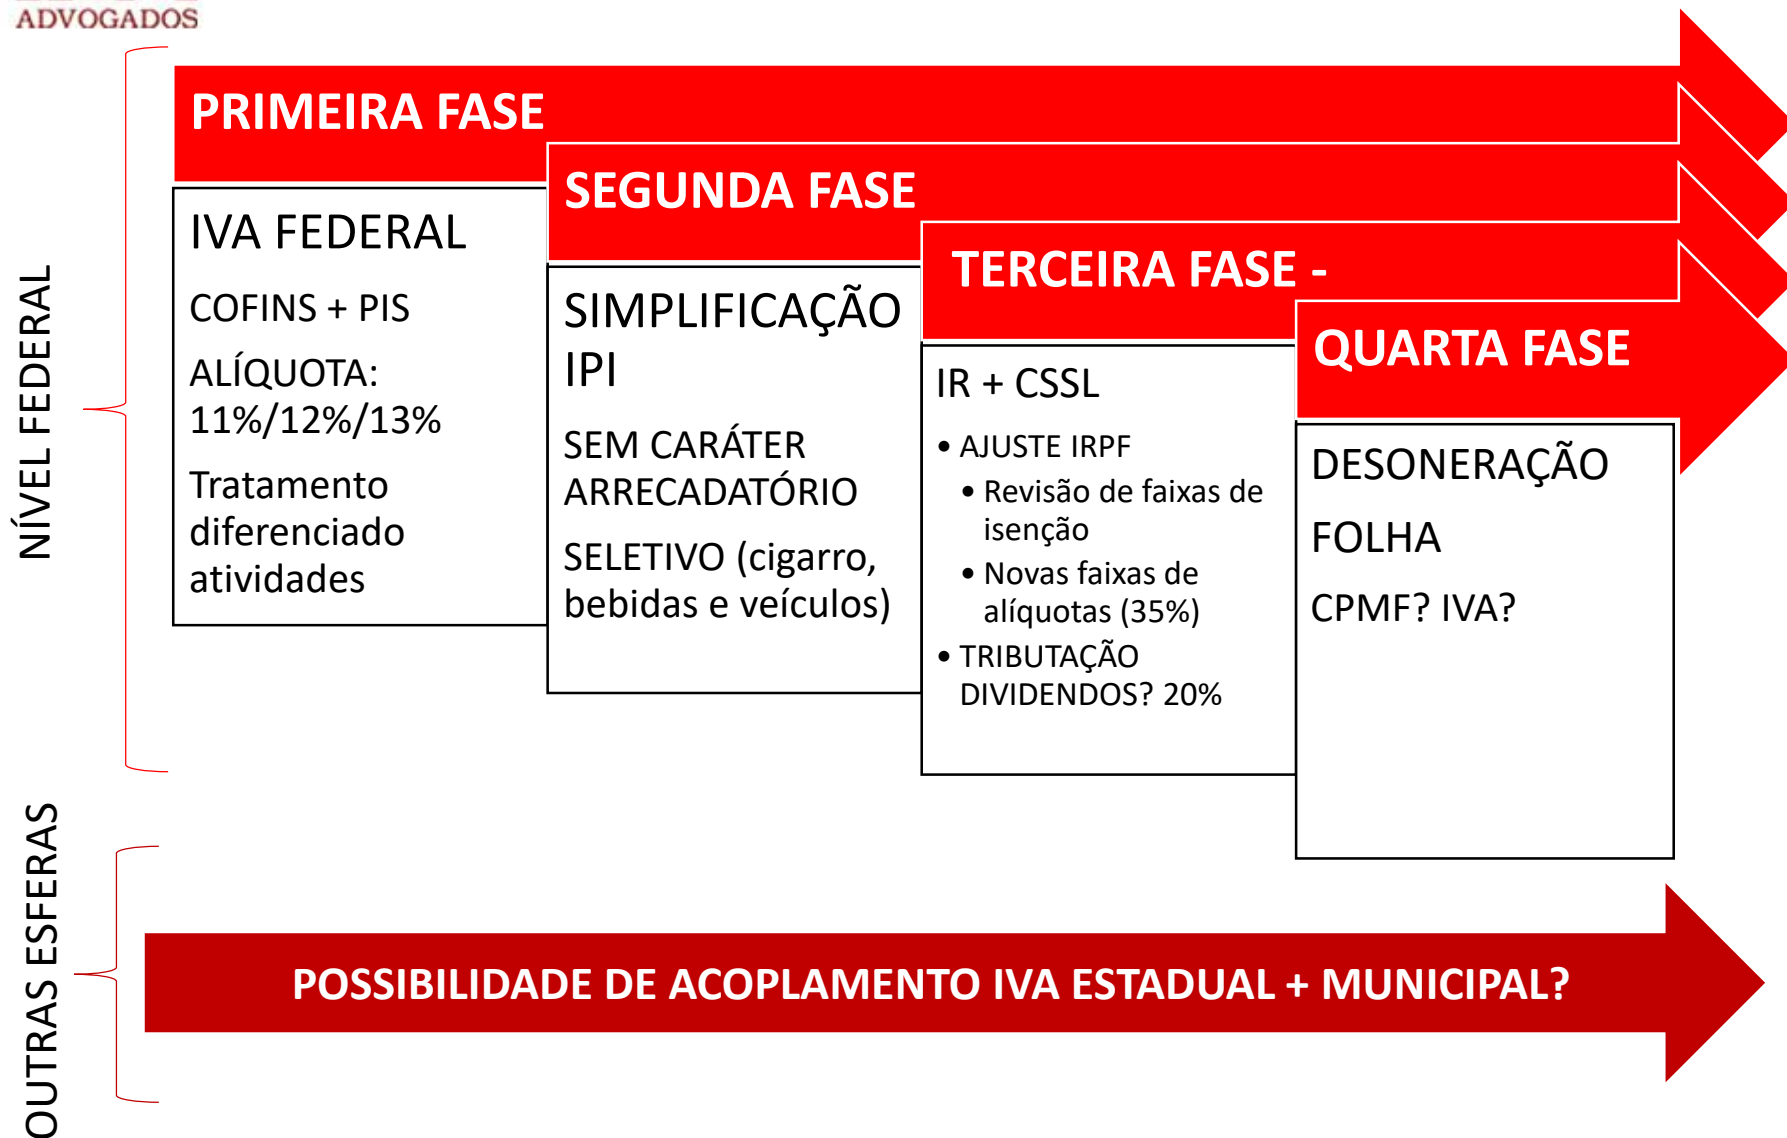 ADVOGADOS
NÍVEL FEDERAL
PRIMEIRA FASE
IVA FEDERAL
COFINS + PIS
ALÍQUOTA:
11%/12%/13%
Tratamento
diferenciado
atividades
SEGUNDA FASE
SIMPLIFICAÇÃO
IPI
SEM CARÁTER
ARRECADATÓRIO
SELETIVO (cigarro,
bebidas e veículos)
TERCEIRA FASE -
IR + CSSL
• AJUSTE IRPF
• Revisão de faixas de
isenção
• Novas faixas de
alíquotas (35%)
• TRIBUTAÇÃO
DIVIDENDOS? 20%
QUARTA FASE
DESONERAÇÃO
FOLHA
CPMF? IVA?
OUTRAS ESFERAS
POSSIBILIDADE DE ACOPLAMENTO IVA ESTADUAL + MUNICIPAL?